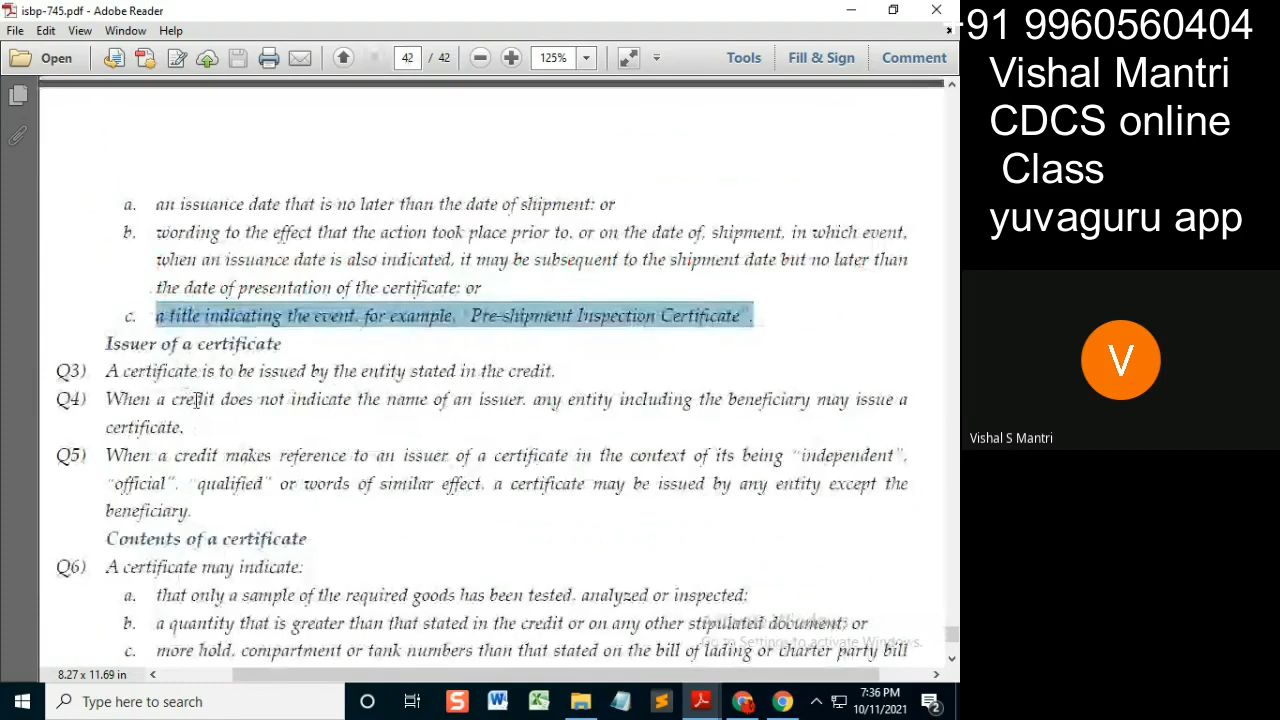 isbp-745.pdf - Adobe Reader
File Edit View Window Help
Open 42 / 42 125% Tools Fill & Sign Comment
a. an issuance date that is no later than the date of shipment; or
b. wording to the effect that the action took place prior to, or on the date of, shipment, in which event,
when an issuance date is also indicated, it may be subsequent to the shipment date but no later than
the date of presentation of the certificate; or
c. a title indicating the event, for example, "Pre-shipment Inspection Certificate".
Issuer of a certificate
Q3) A certificate is to be issued by the entity stated in the credit.
Q4) When a credit does not indicate the name of an issuer, any entity including the beneficiary may issue a
certificate.
Q5) When a credit makes reference to an issuer of a certificate in the context of its being "independent",
"official", "qualified" or words of similar effect, a certificate may be issued by any entity except the
beneficiary.
Contents of a certificate
Q6) A certificate may indicate:
a. that only a sample of the required goods has been tested, analyzed or inspected;
b. a quantity that is greater than that stated in the credit or on any other stipulated document; or
c. more hold, compartment or tank numbers than that stated on the bill of lading or charter party bill
Activate Windows
Go to Settings to activate Windows.
8.27 x 11.69 in
Type here to search
7:36 PM
10/11/2021
2
+91 9960560404
Vishal Mantri
CDCS online
Class
yuvaguru app
V
Vishal S Mantri